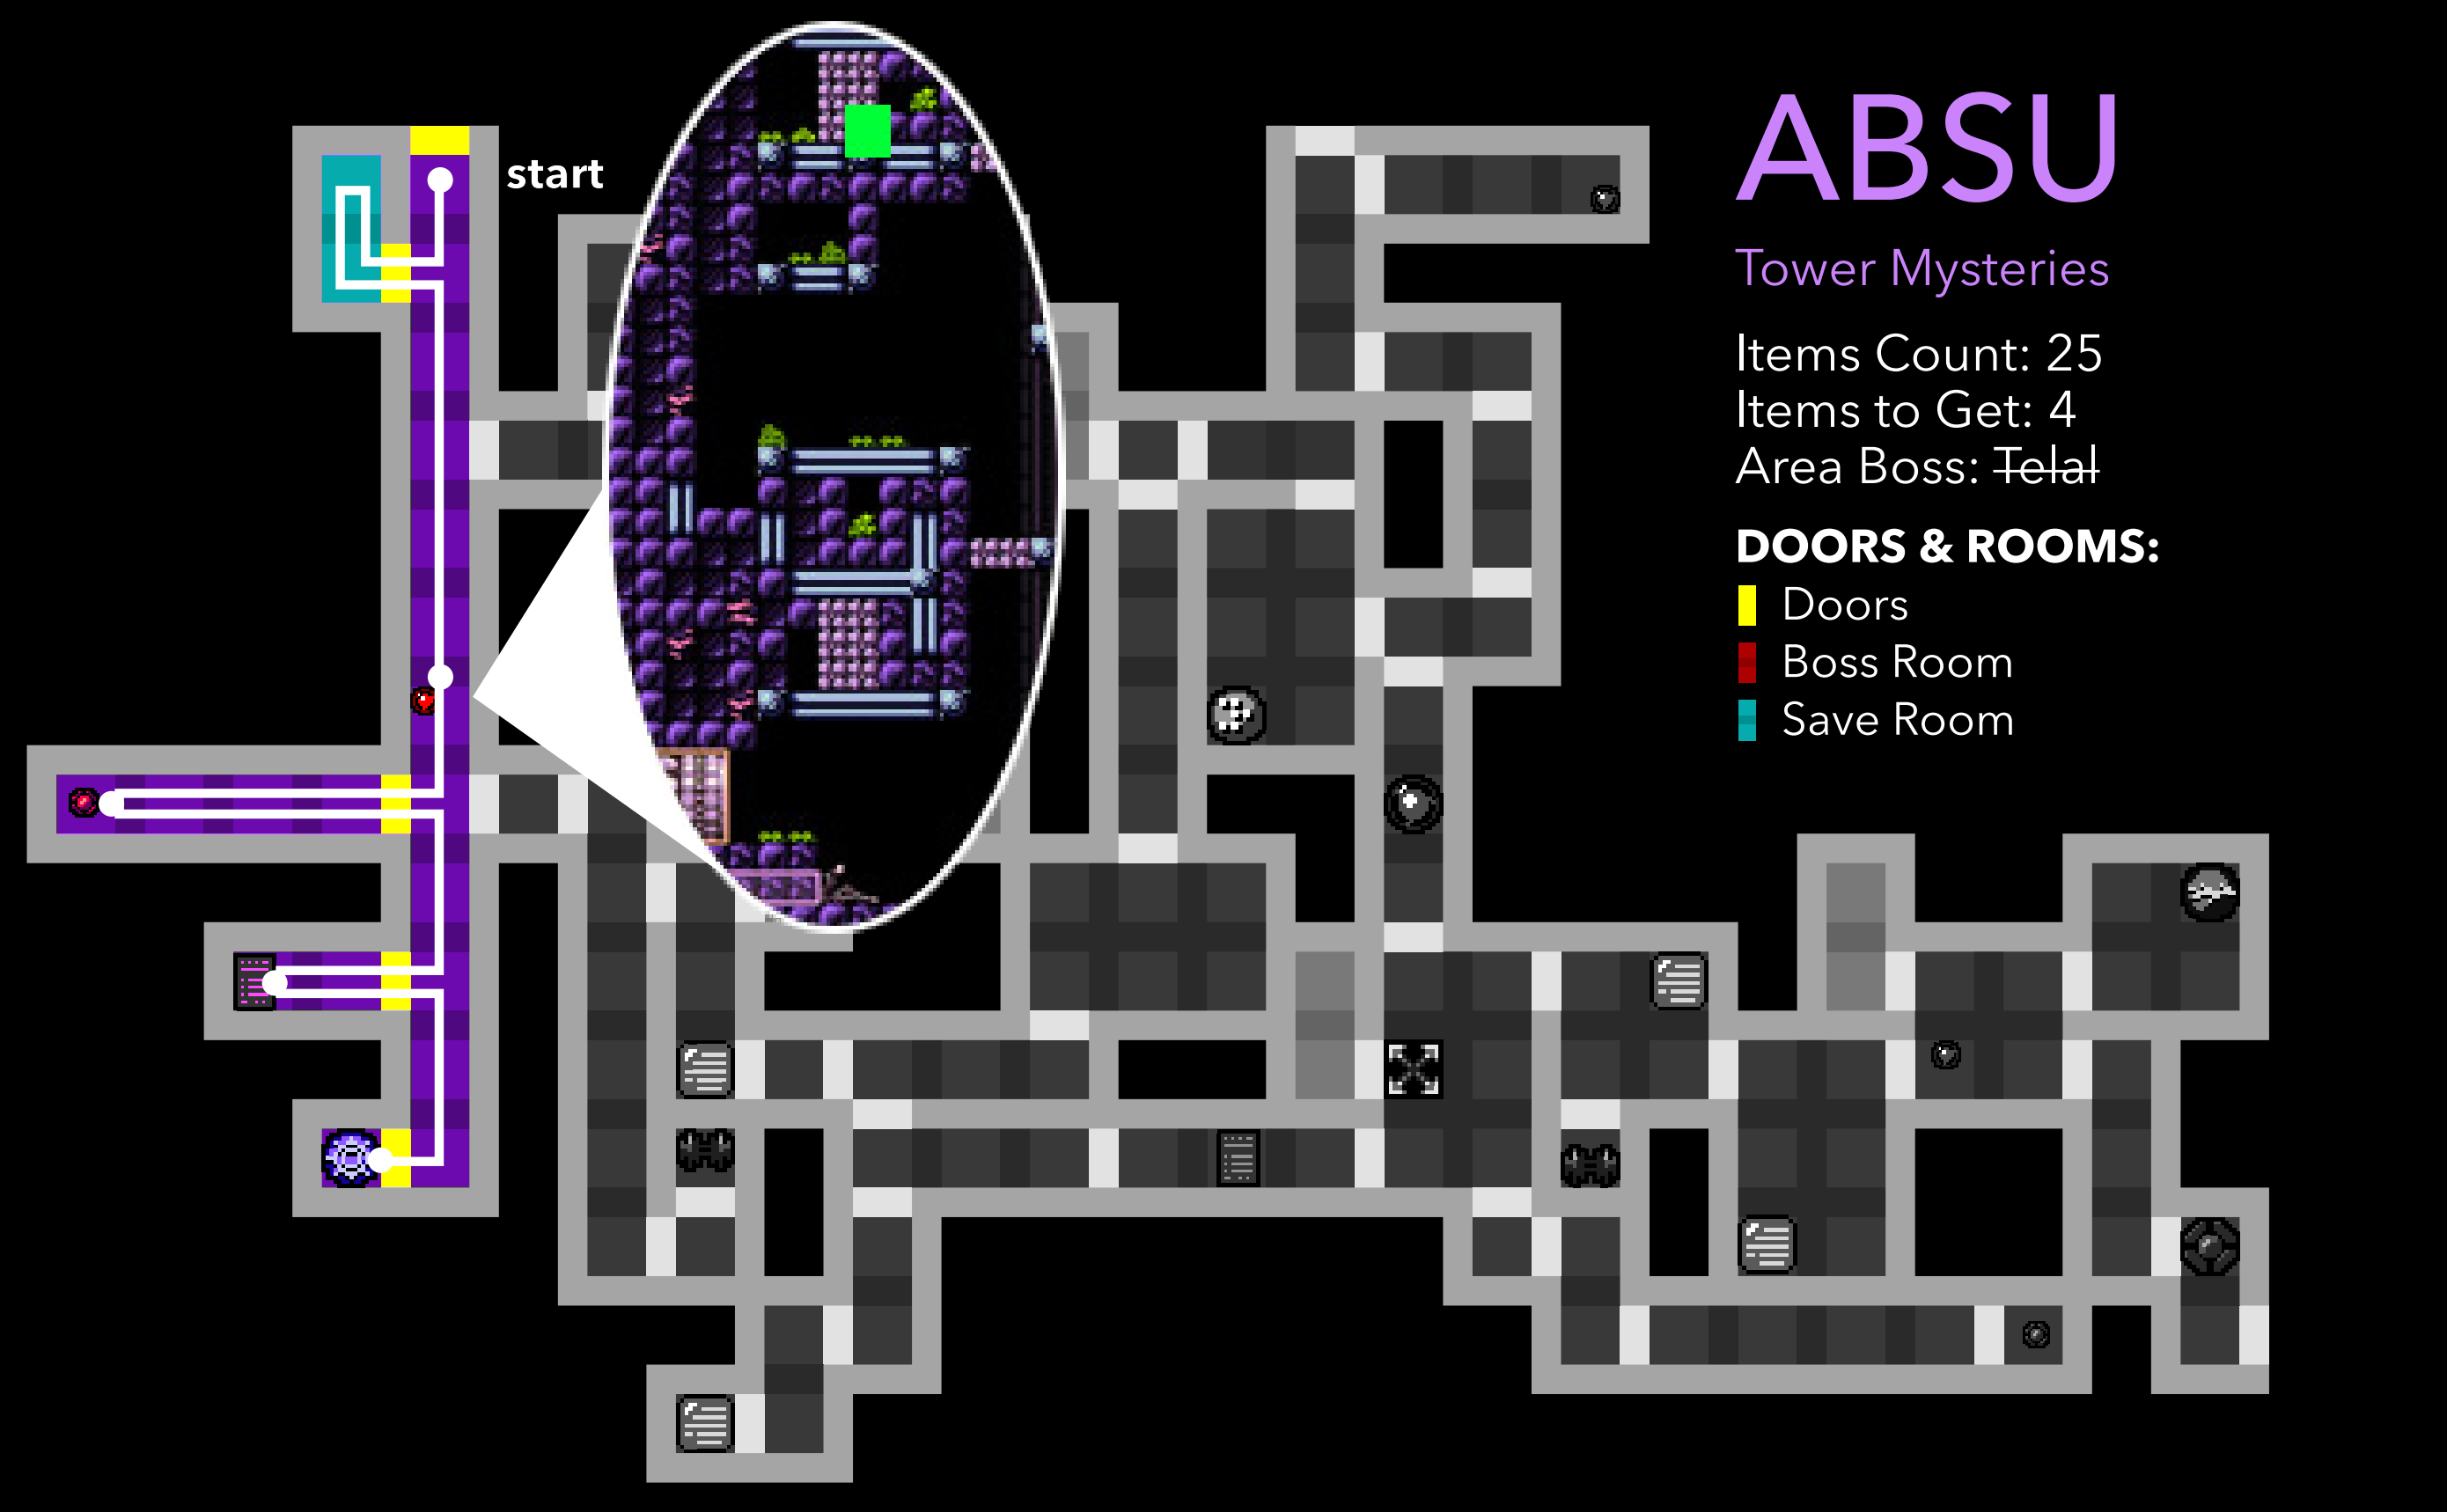 start
ABSU
Tower Mysteries
Items Count: 25
Items to Get: 4
Area Boss: Telal
DOORS & ROOMS:
Doors
Boss Room
Save Room